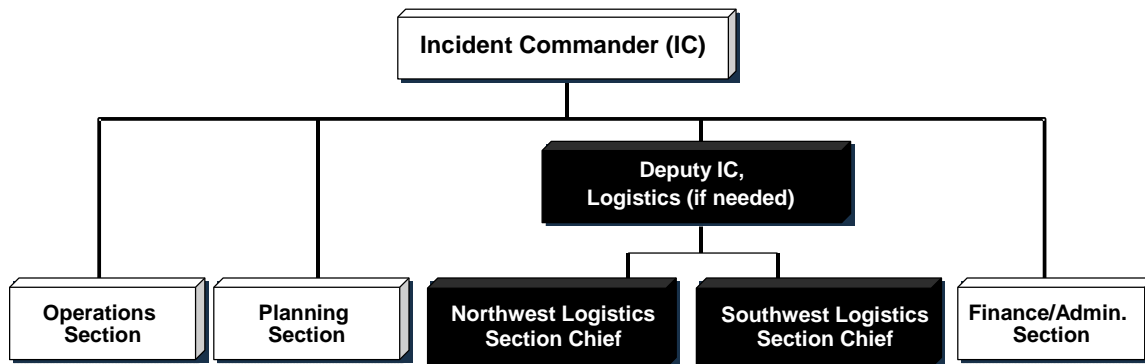 Incident Commander (IC)
Deputy IC,
Logistics (if needed)
Operations
Section
Planning
Section
Northwest Logistics
Section Chief
Southwest Logistics
Section Chief
Finance/Admin.
Section